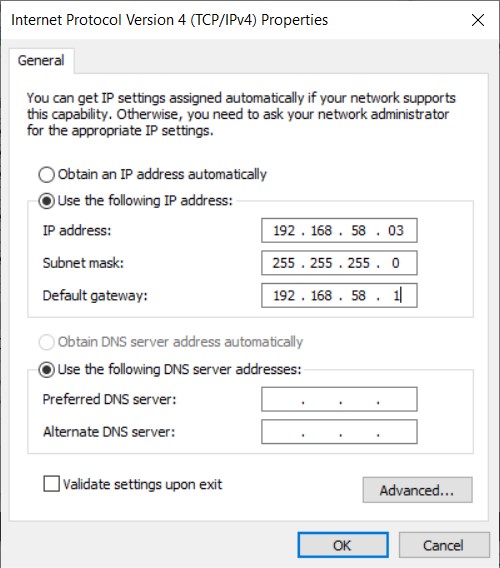 Internet Protocol Version 4 (TCP/IPv4) Properties
General
You can get IP settings assigned automatically if your network supports
this capability. Otherwise, you need to ask your network administrator
for the appropriate IP settings.
Obtain an IP address automatically
Use the following IP address:
IP address: 192 . 168 . 58 . 03
Subnet mask: 255 . 255 . 255 . 0
Default gateway: 192 . 168 . 58 . 1
Obtain DNS server address automatically
Use the following DNS server addresses:
Preferred DNS server: . . .
Alternate DNS server: . . .
Validate settings upon exit
Advanced...
OK Cancel